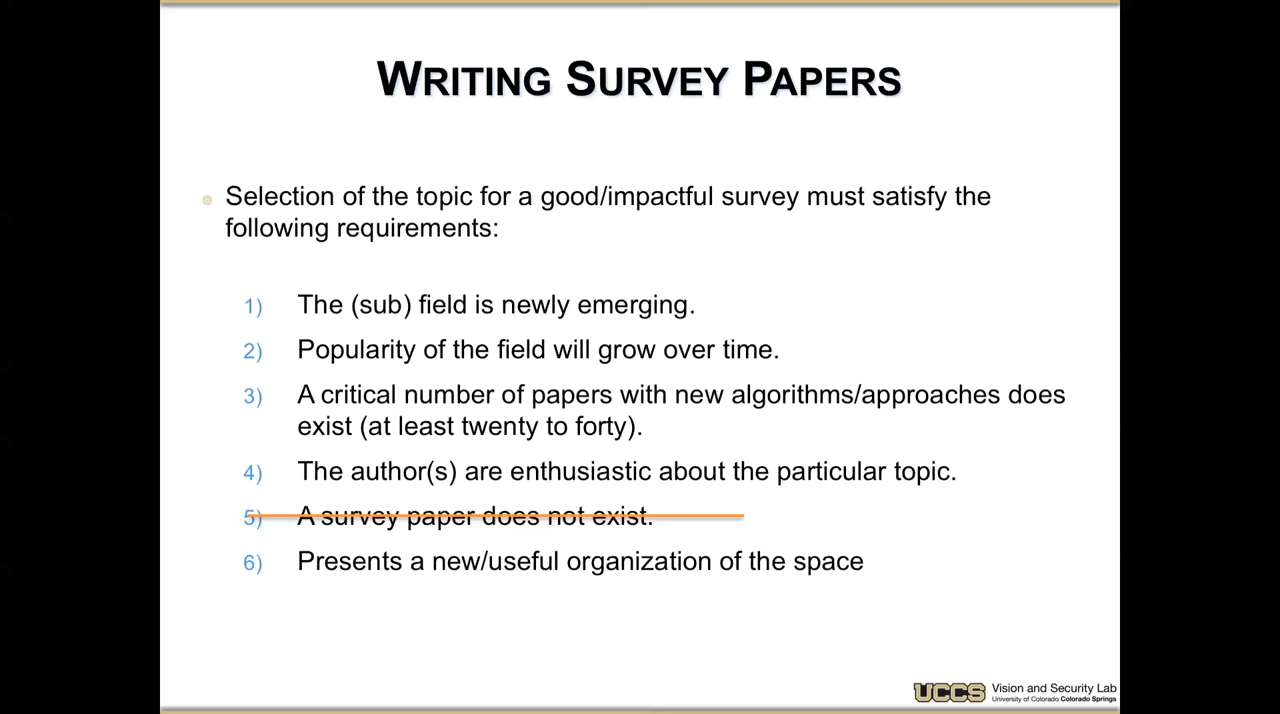 WRITING SURVEY PAPERS
Selection of the topic for a good/impactful survey must satisfy the
following requirements:
1) The (sub) field is newly emerging.
2) Popularity of the field will grow over time.
3) A critical number of papers with new algorithms/approaches does
exist (at least twenty to forty).
4) The author(s) are enthusiastic about the particular topic.
5) A survey paper does not exist.
6) Presents a new/useful organization of the space
UCCS Vision and Security Lab
University of Colorado Colorado Springs